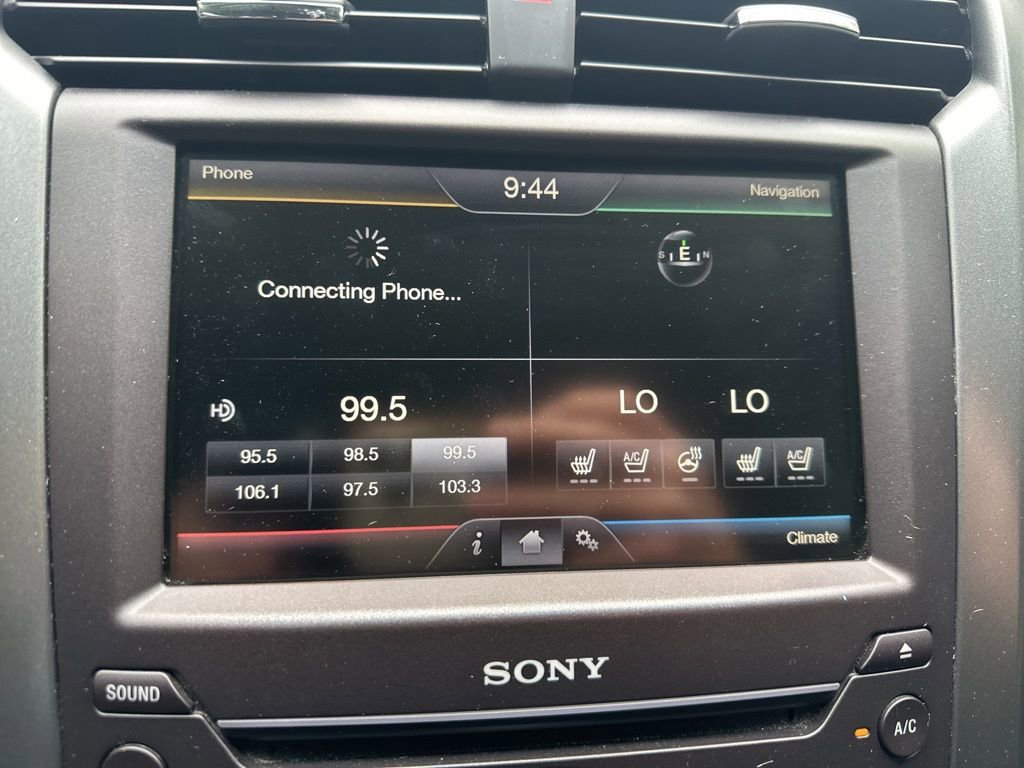 Phone
9:44
Navigation
Connecting Phone...
S E N
HD
99.5
LO LO
95.5 98.5 99.5
106.1 97.5 103.3
A/C
A/C
i
Climate
SONY
SOUND
A/C